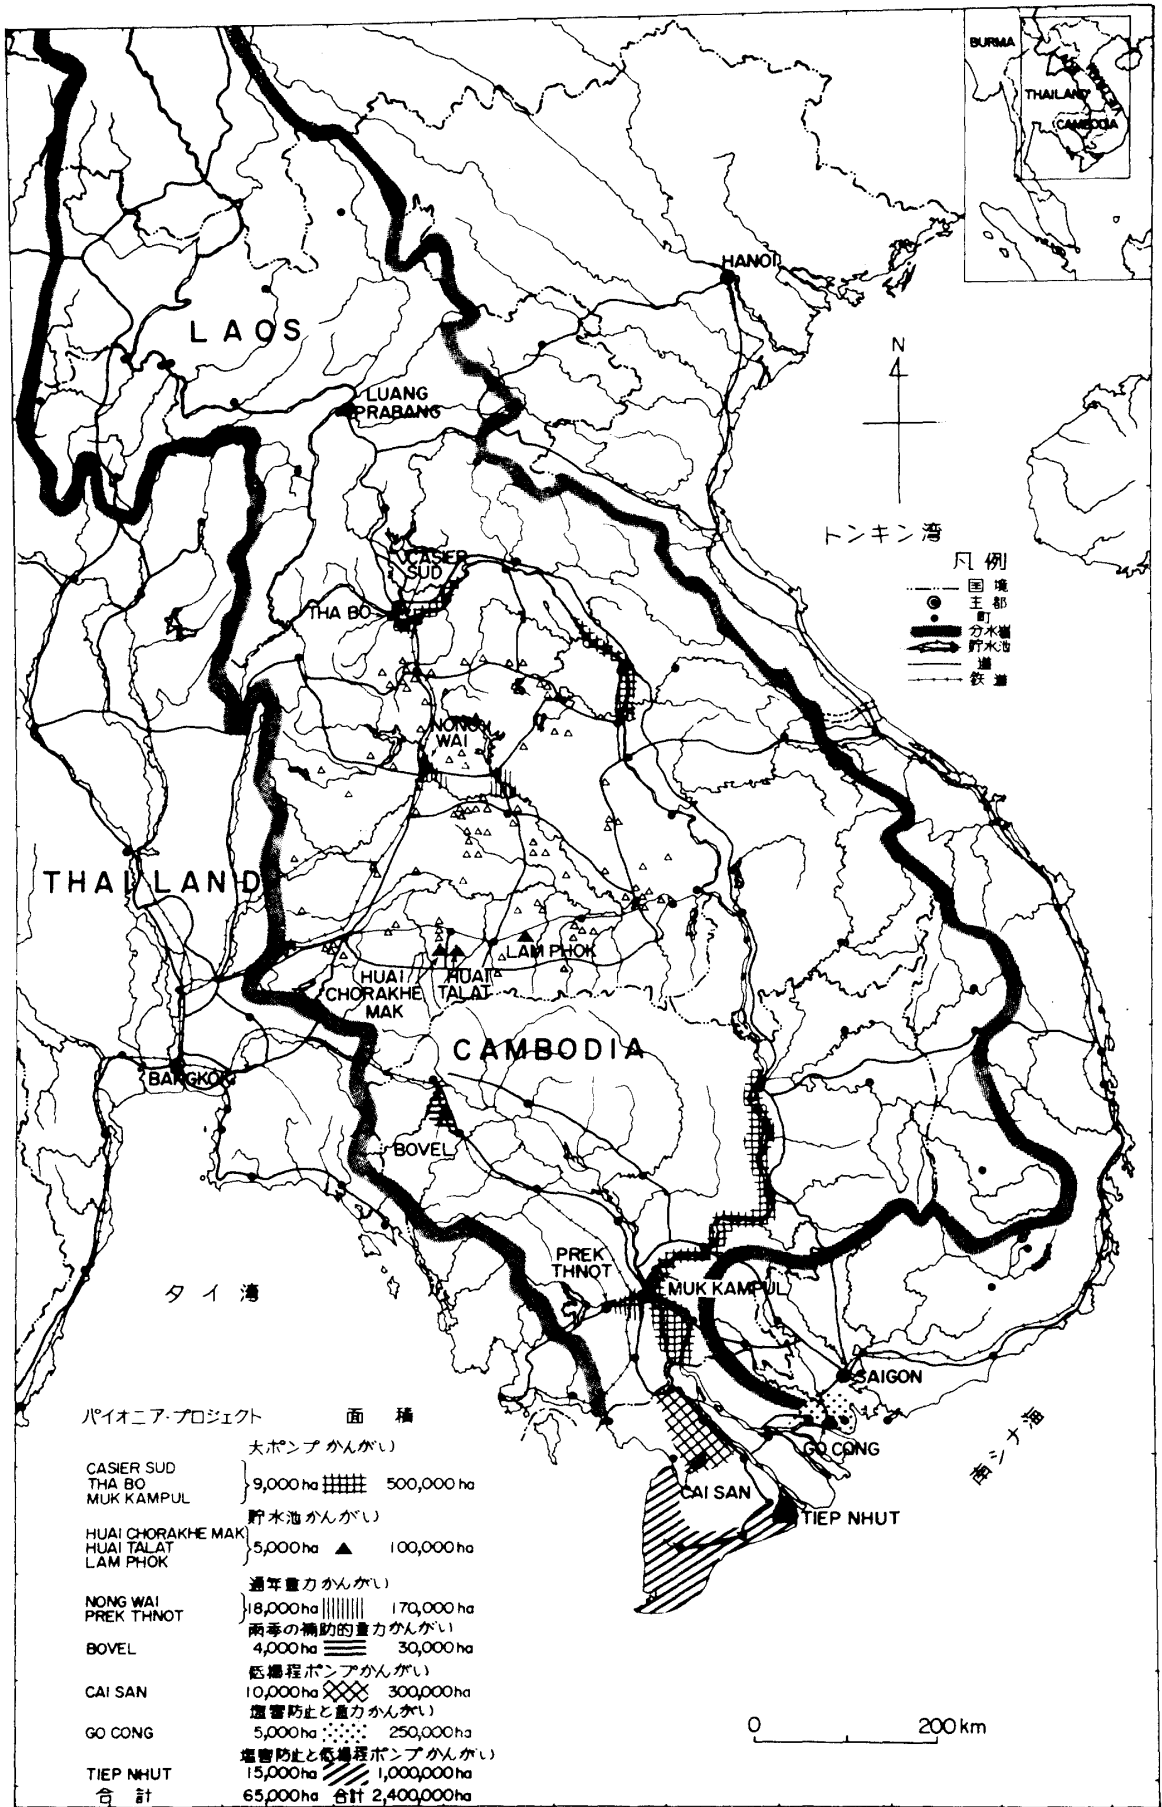 BURMA
THAILAND
CAMBODIA
HANOI
LAOS
N
LUANG
PRABANG
トンキン湾
凡例
国境
主都
町
分水嶺
貯水池
道
鉄道
CASIER
SUD
THA BO
NONG
WAI
THAILAND
LAM PHOK
HUAI
CHORAKHE
MAK
HUAI
TALAT
CAMBODIA
BANGKOK
BOVEL
PREK
THNOT
タイ湾
MUK KAMPUL
SAIGON
GO CONG
南シナ海
CAI SAN
TIEP NHUT
パイオニア・プロジェクト 面積
大ポンプかんがい
CASIER SUD
THA BO
MUK KAMPUL
9,000ha 500,000ha
貯水池かんがい
HUAI CHORAKHE MAK
HUAI TALAT
LAM PHOK
5,000ha 100,000ha
通年重力かんがい
NONG WAI
PREK THNOT
18,000ha 170,000ha
雨季の補助的重力かんがい
BOVEL 4,000ha 30,000ha
低揚程ポンプかんがい
CAI SAN 10,000ha 300,000ha
塩害防止と重力かんがい
GO CONG 5,000ha 250,000ha
塩害防止と低揚程ポンプかんがい
TIEP NHUT 15,000ha 1,000,000ha
合計 65,000ha 合計 2,400,000ha
0 200km